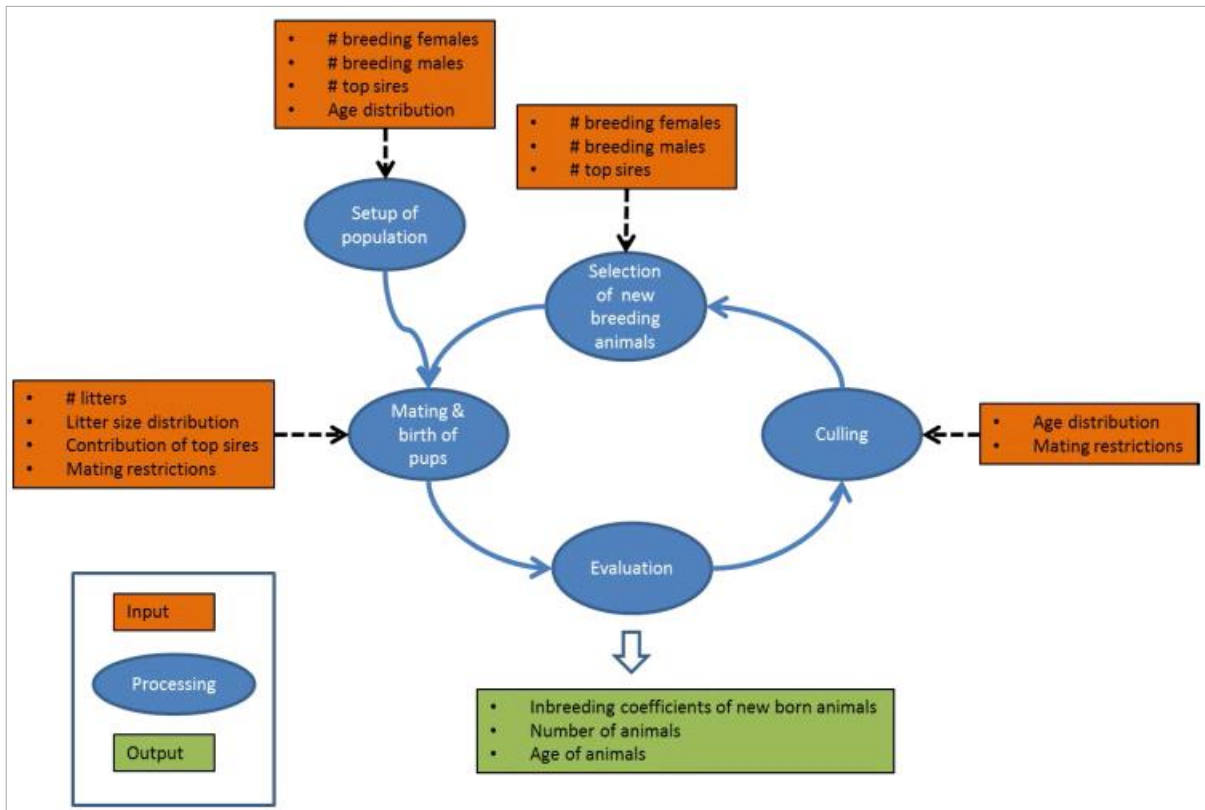 • # breeding females
• # breeding males
• # top sires
• Age distribution
• # breeding females
• # breeding males
• # top sires
Setup of
population
Selection
of new
breeding
animals
• # litters
• Litter size distribution
• Contribution of top sires
• Mating restrictions
Mating &
birth of
pups
Culling
• Age distribution
• Mating restrictions
Evaluation
Input
Processing
Output
• Inbreeding coefficients of new born animals
• Number of animals
• Age of animals